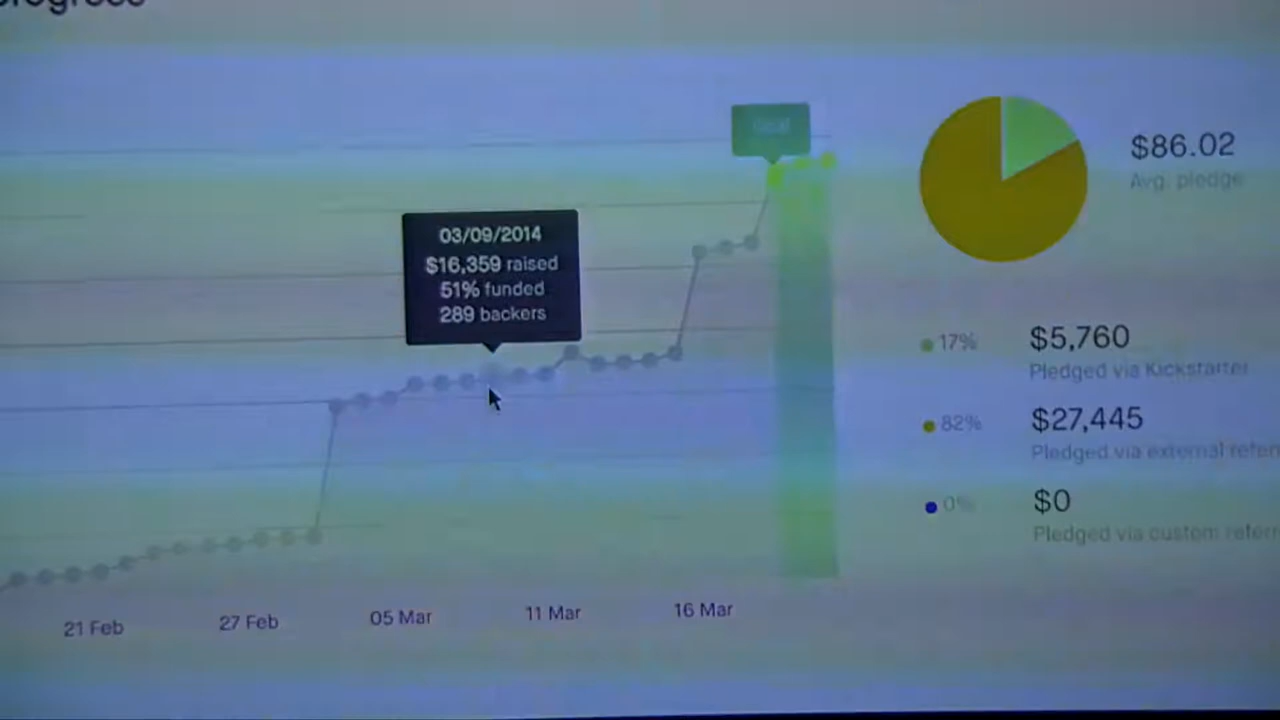 progress
Goal
$86.02
Avg. pledge
03/09/2014
$16,359 raised
51% funded
289 backers
17%
$5,760
Pledged via Kickstarter
82%
$27,445
Pledged via external
0%
$0
Pledged via custom
21 Feb
27 Feb
05 Mar
11 Mar
16 Mar